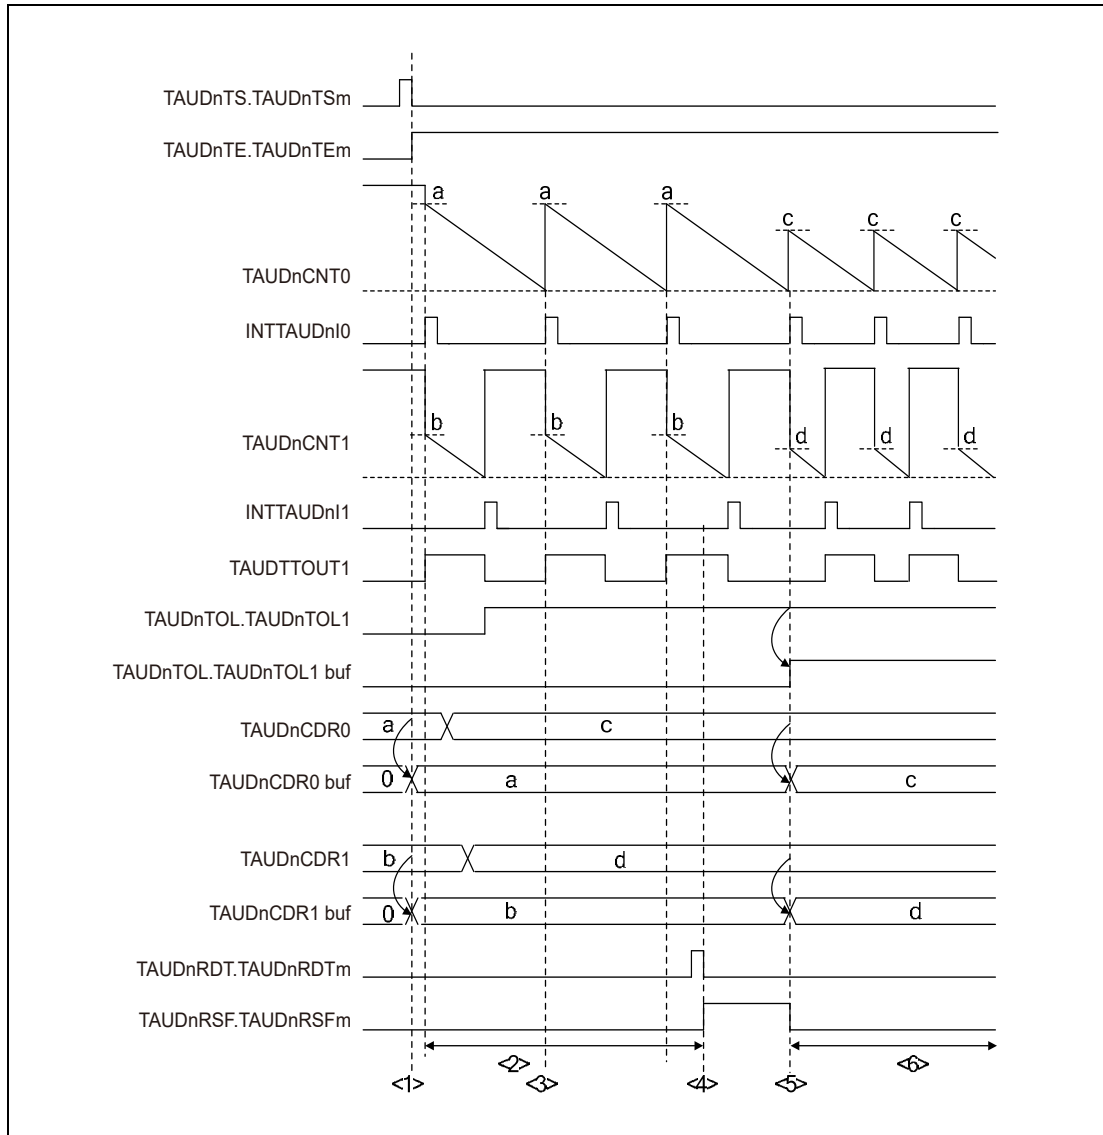 TAUDnTS.TAUDnTSm
TAUDnTE.TAUDnTEm
a a a
c c c
TAUDnCNT0
INTTAUDnI0
b b b
d d d
TAUDnCNT1
INTTAUDnI1
TAUDTTOUT1
TAUDnTOL.TAUDnTOL1
TAUDnTOL.TAUDnTOL1 buf
TAUDnCDR0 a c
TAUDnCDR0 buf 0 a c
TAUDnCDR1 b d
TAUDnCDR1 buf 0 b d
TAUDnRDT.TAUDnRDTm
TAUDnRSF.TAUDnRSFm
<2> <6>
<1> <3> <4> <5>